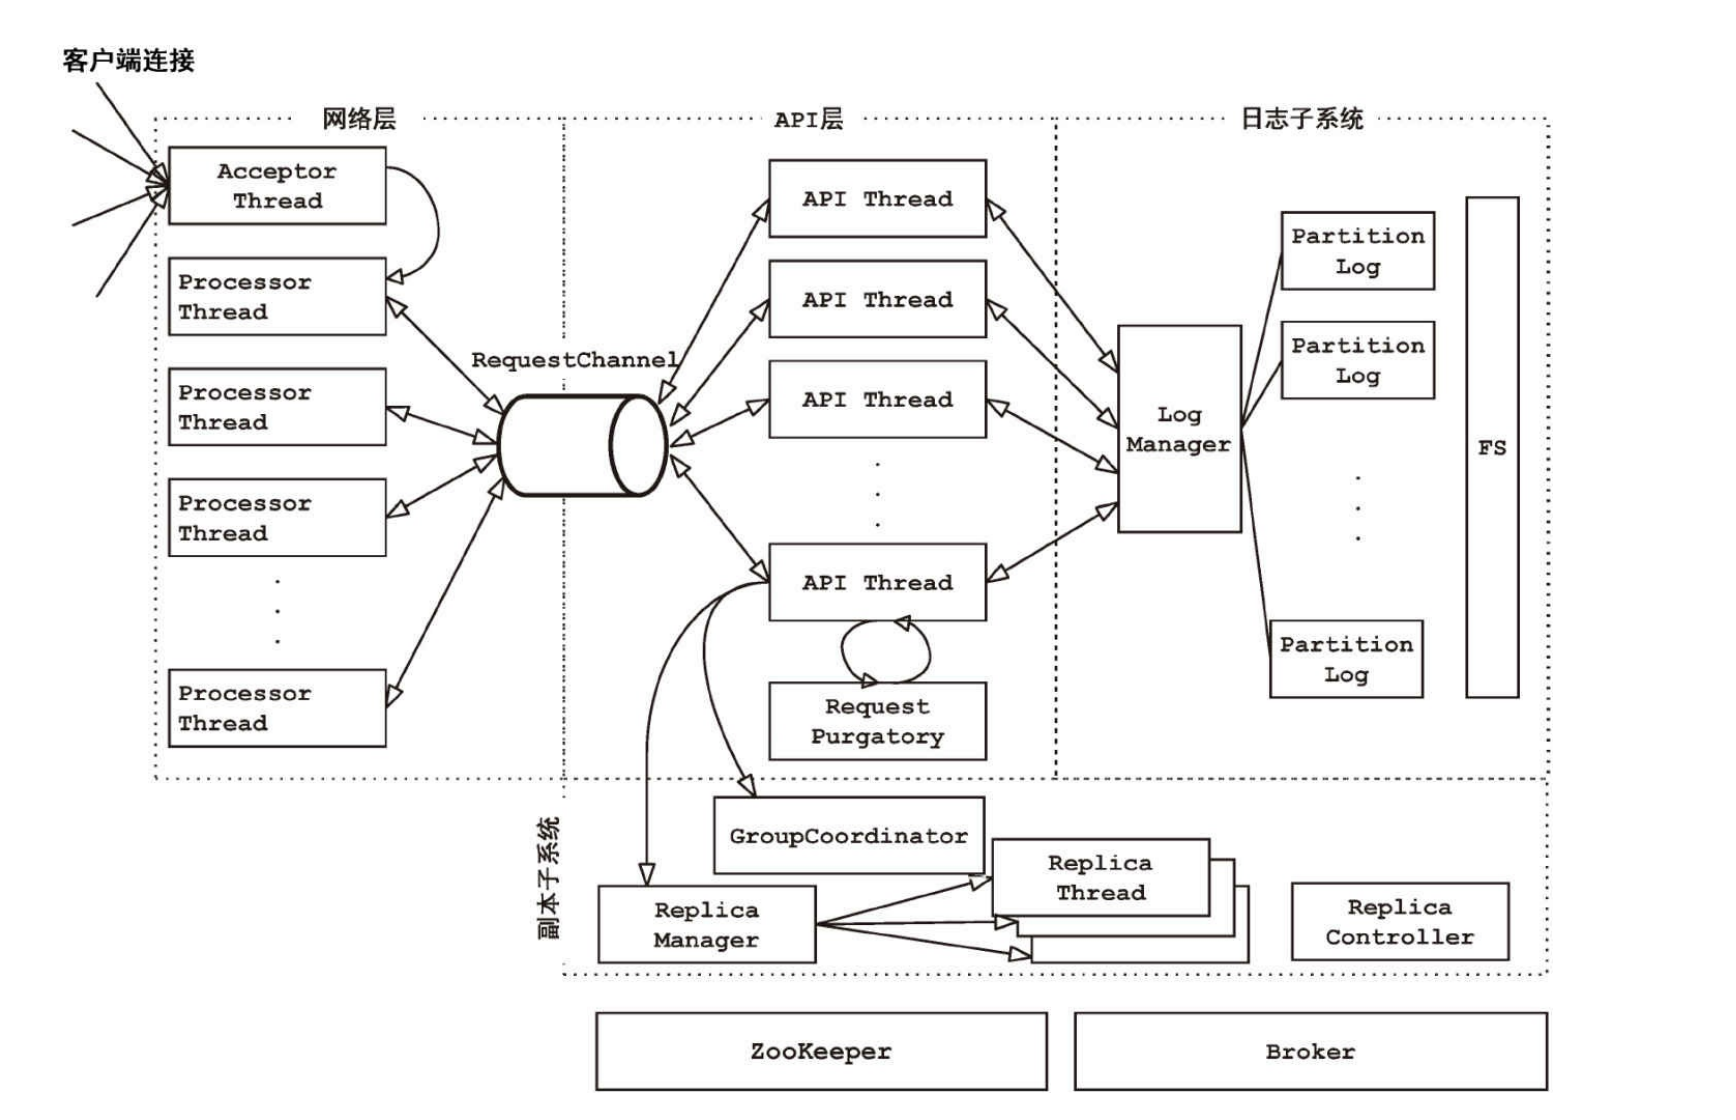 客户端连接
网络层
API层
日志子系统
Acceptor
Thread
Processor
Thread
Processor
Thread
Processor
Thread
Processor
Thread
RequestChannel
API Thread
API Thread
API Thread
API Thread
Request
Purgatory
Log
Manager
Partition
Log
Partition
Log
Partition
Log
FS
副本子系统
GroupCoordinator
Replica
Manager
Replica
Thread
Replica
Controller
ZooKeeper
Broker